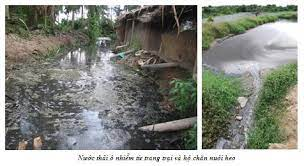 Nước thải ô nhiễm từ trang trại và hộ chăn nuôi heo